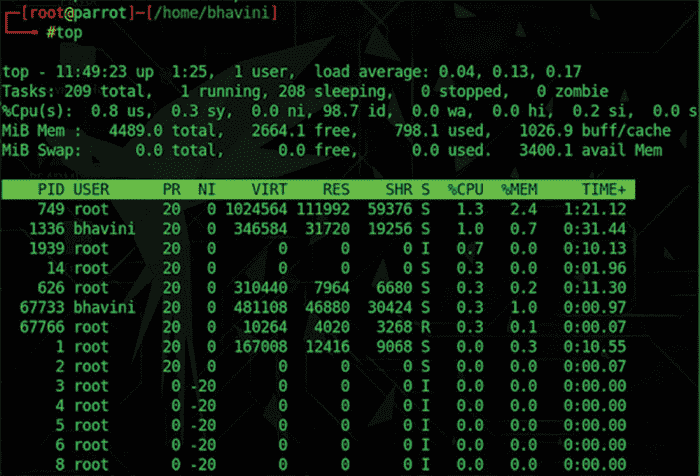 [root@parrot]-[/home/bhavini]
#top
top - 11:49:23 up  1:25,  1 user,  load average: 0.04, 0.13, 0.17
Tasks: 209 total,   1 running, 208 sleeping,   0 stopped,   0 zombie
%Cpu(s):  0.8 us,  0.3 sy,  0.0 ni, 98.7 id,  0.0 wa,  0.0 hi,  0.2 si,  0.0 s
MiB Mem :   4489.0 total,   2664.1 free,    798.1 used,   1026.9 buff/cache
MiB Swap:      0.0 total,      0.0 free,      0.0 used.   3400.1 avail Mem
PID USER      PR  NI    VIRT    RES    SHR S  %CPU  %MEM     TIME+
749 root      20   0 1024564 111992  59376 S   1.3   2.4   1:21.12
1336 bhavini   20   0  346584  31720  19256 S   1.0   0.7   0:31.44
1939 root      20   0       0      0      0 I   0.7   0.0   0:10.13
14 root      20   0       0      0      0 S   0.3   0.0   0:01.96
626 root      20   0  310440   7964   6680 S   0.3   0.2   0:11.30
67733 bhavini   20   0  481108  46880  30424 S   0.3   1.0   0:00.97
67766 root      20   0   10264   4020   3268 R   0.3   0.1   0:00.07
1 root      20   0  167008  12416   9068 S   0.0   0.3   0:10.55
2 root      20   0       0      0      0 S   0.0   0.0   0:00.07
3 root       0 -20       0      0      0 I   0.0   0.0   0:00.00
4 root       0 -20       0      0      0 I   0.0   0.0   0:00.00
5 root       0 -20       0      0      0 I   0.0   0.0   0:00.00
6 root       0 -20       0      0      0 I   0.0   0.0   0:00.00
8 root       0 -20       0      0      0 I   0.0   0.0   0:00.00